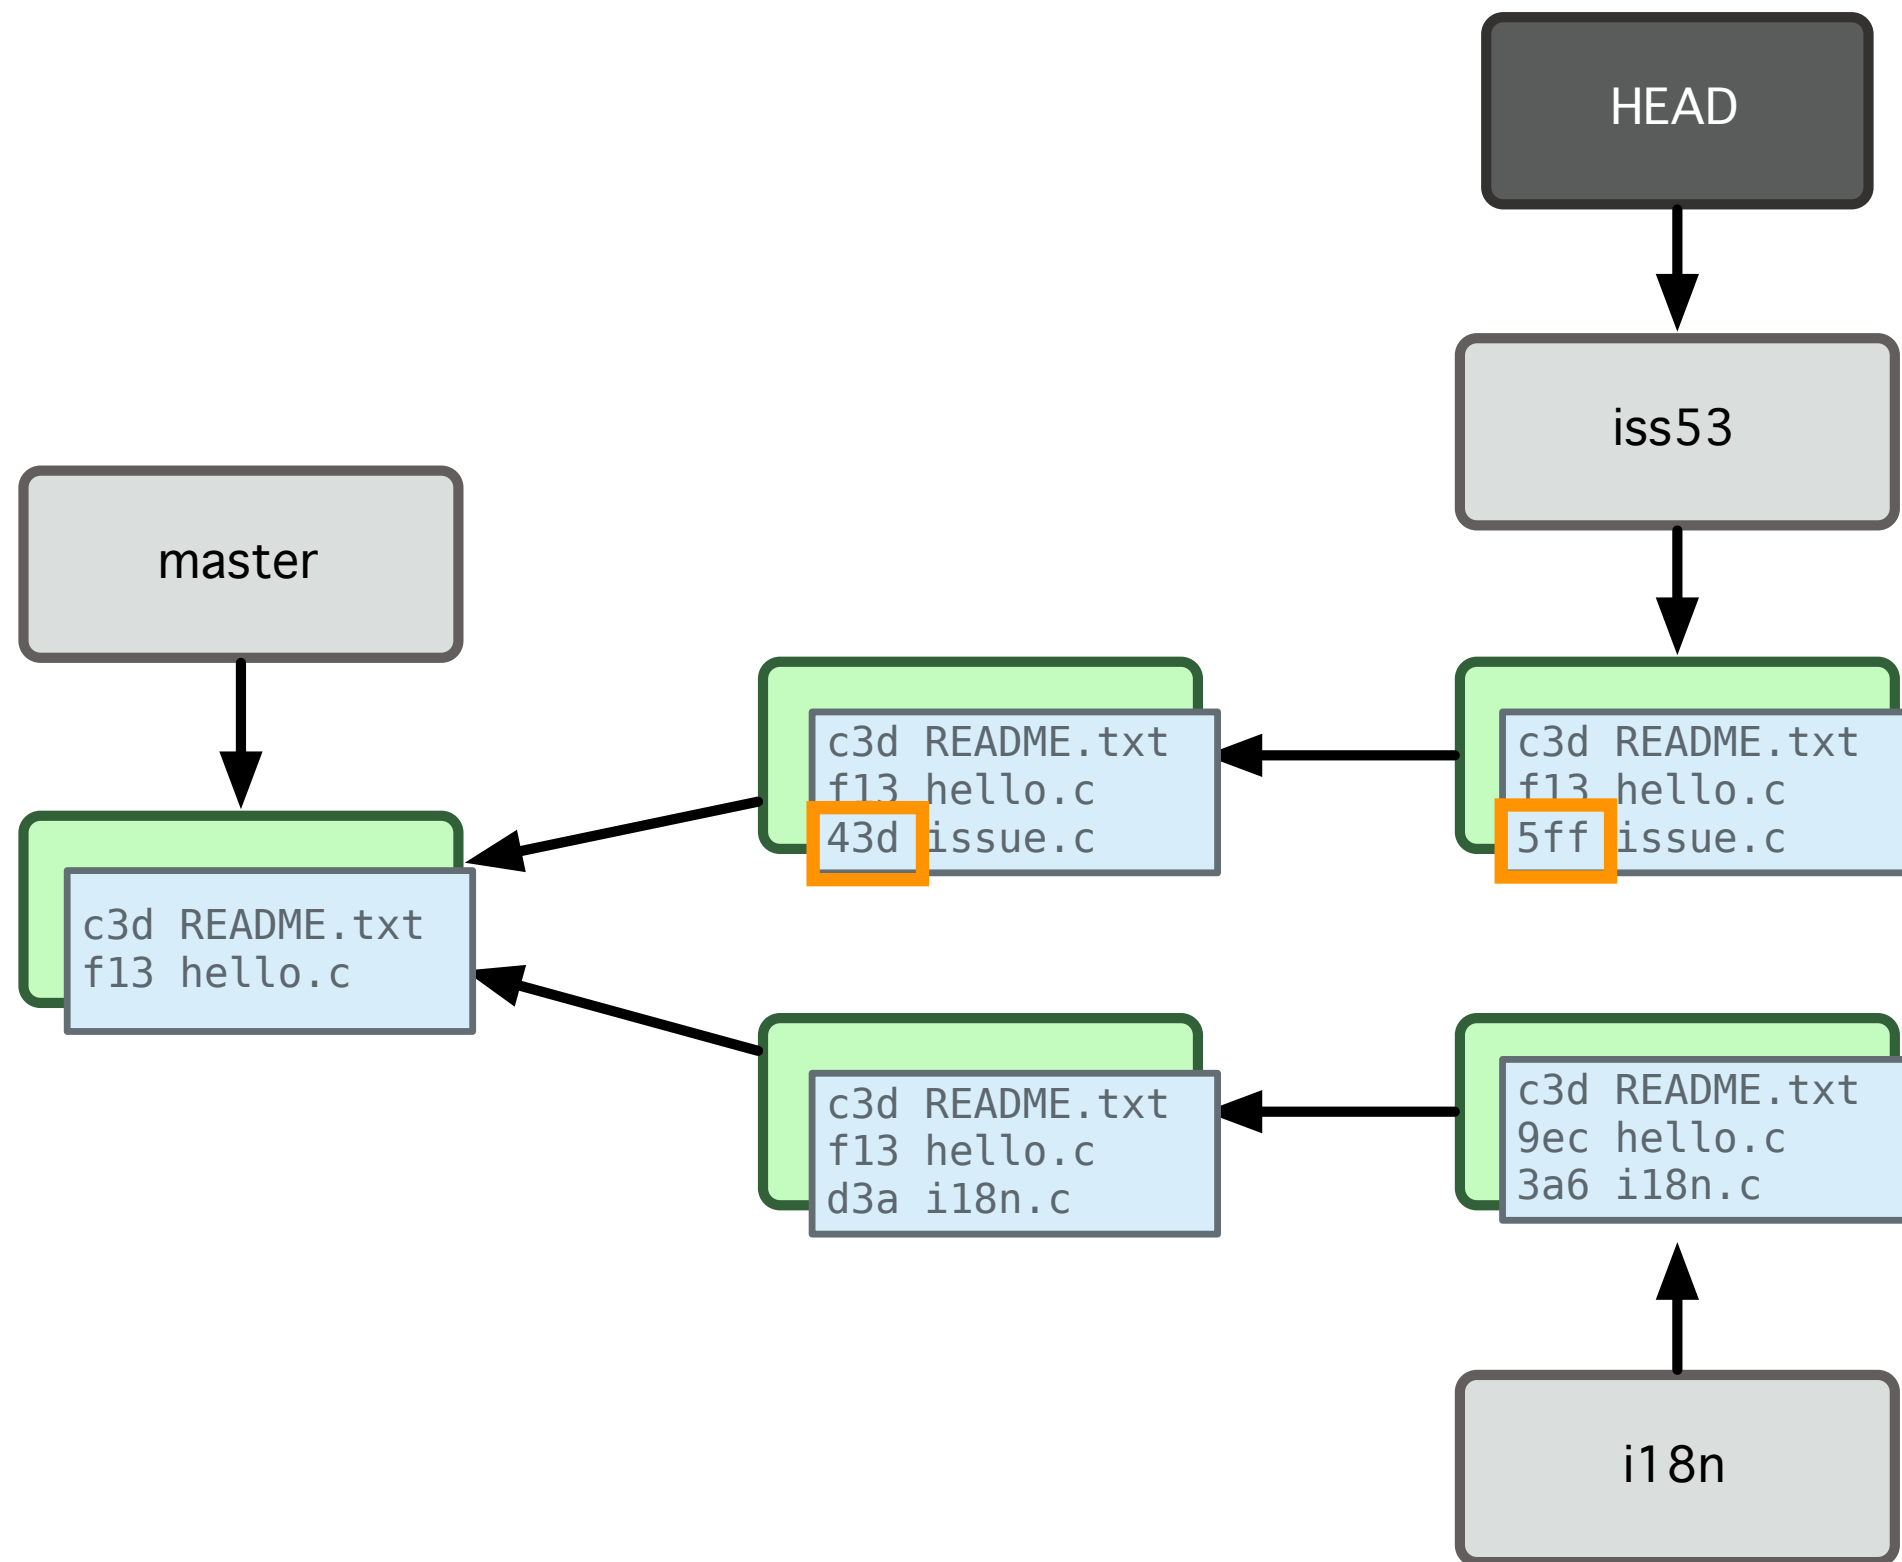 HEAD
iss53
master
c3d README.txt
f13 hello.c
43d issue.c
c3d README.txt
f13 hello.c
5ff issue.c
c3d README.txt
f13 hello.c
c3d README.txt
f13 hello.c
d3a i18n.c
c3d README.txt
9ec hello.c
3a6 i18n.c
i18n